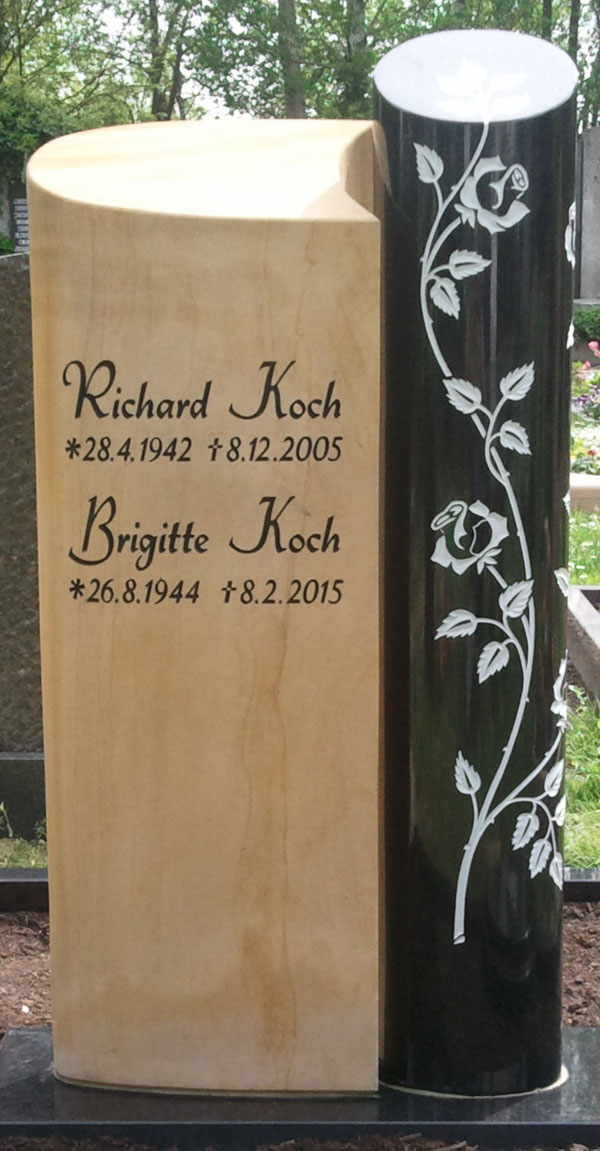 Richard Koch
*28.4.1942 †8.12.2005
Brigitte Koch
*26.8.1944 †8.2.2015